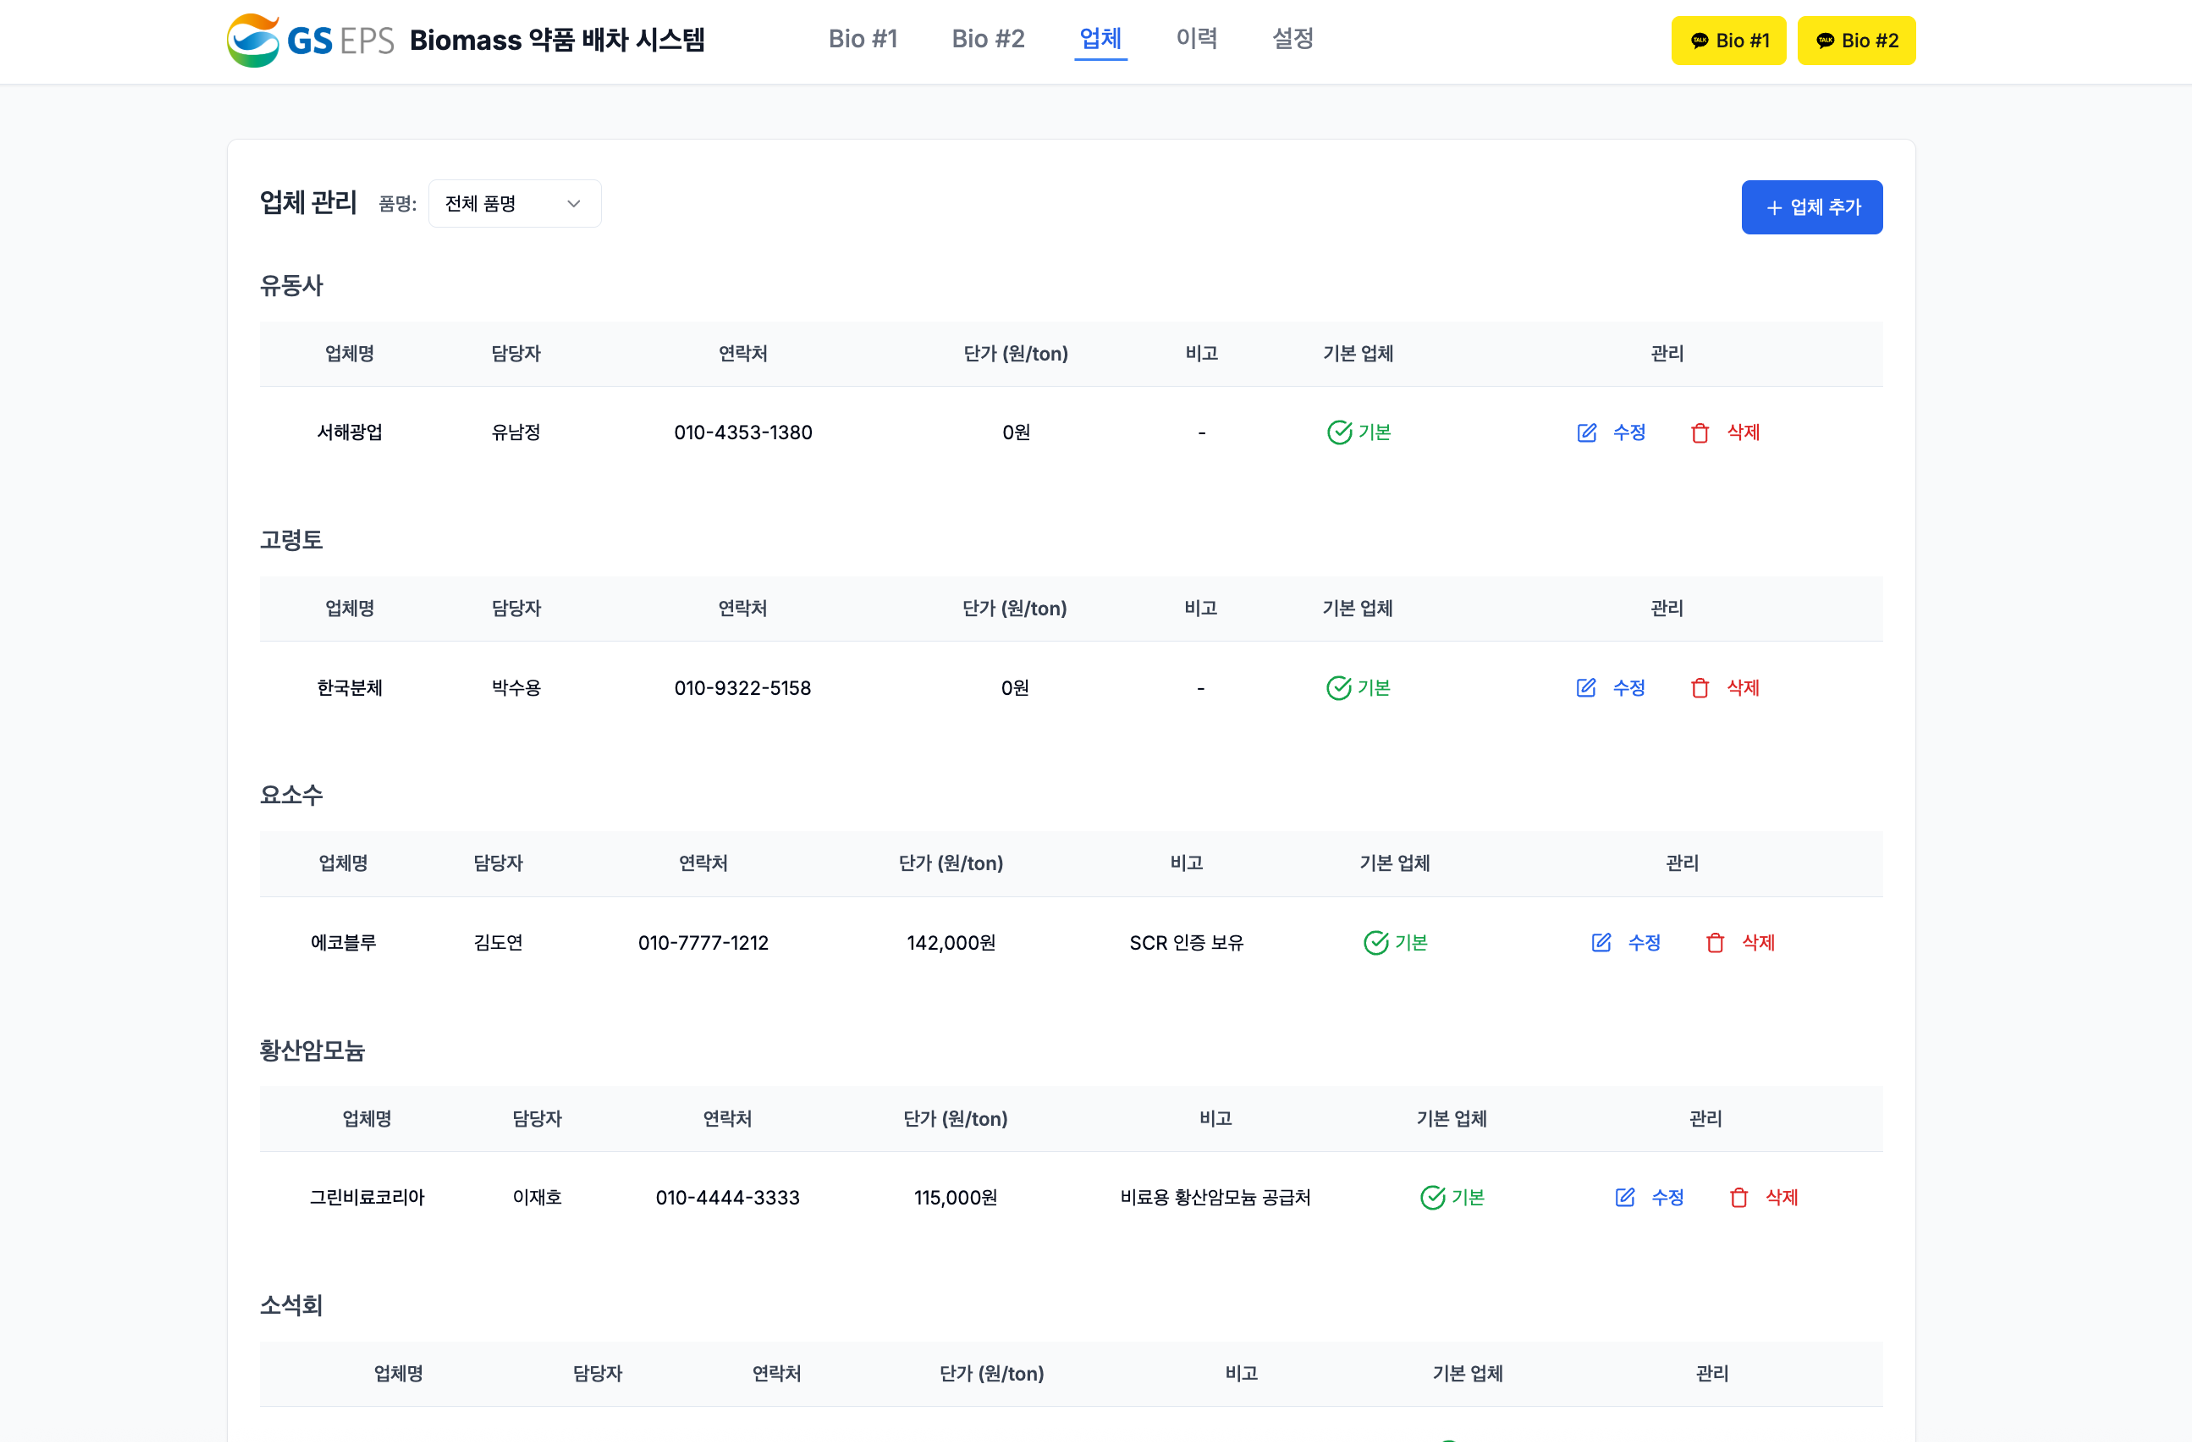 GS EPS Biomass 약품 배차 시스템 Bio #1 Bio #2 업체 이력 설정 TALK Bio #1 TALK Bio #2
업체 관리 품명: 전체 품명 + 업체 추가
유동사
업체명 담당자 연락처 단가 (원/ton) 비고 기본 업체 관리
서해광업 유남정 010-4353-1380 0원 - 기본 수정 삭제
고령토
업체명 담당자 연락처 단가 (원/ton) 비고 기본 업체 관리
한국분체 박수용 010-9322-5158 0원 - 기본 수정 삭제
요소수
업체명 담당자 연락처 단가 (원/ton) 비고 기본 업체 관리
에코블루 김도연 010-7777-1212 142,000원 SCR 인증 보유 기본 수정 삭제
황산암모늄
업체명 담당자 연락처 단가 (원/ton) 비고 기본 업체 관리
그린비료코리아 이재호 010-4444-3333 115,000원 비료용 황산암모늄 공급처 기본 수정 삭제
소석회
업체명 담당자 연락처 단가 (원/ton) 비고 기본 업체 관리